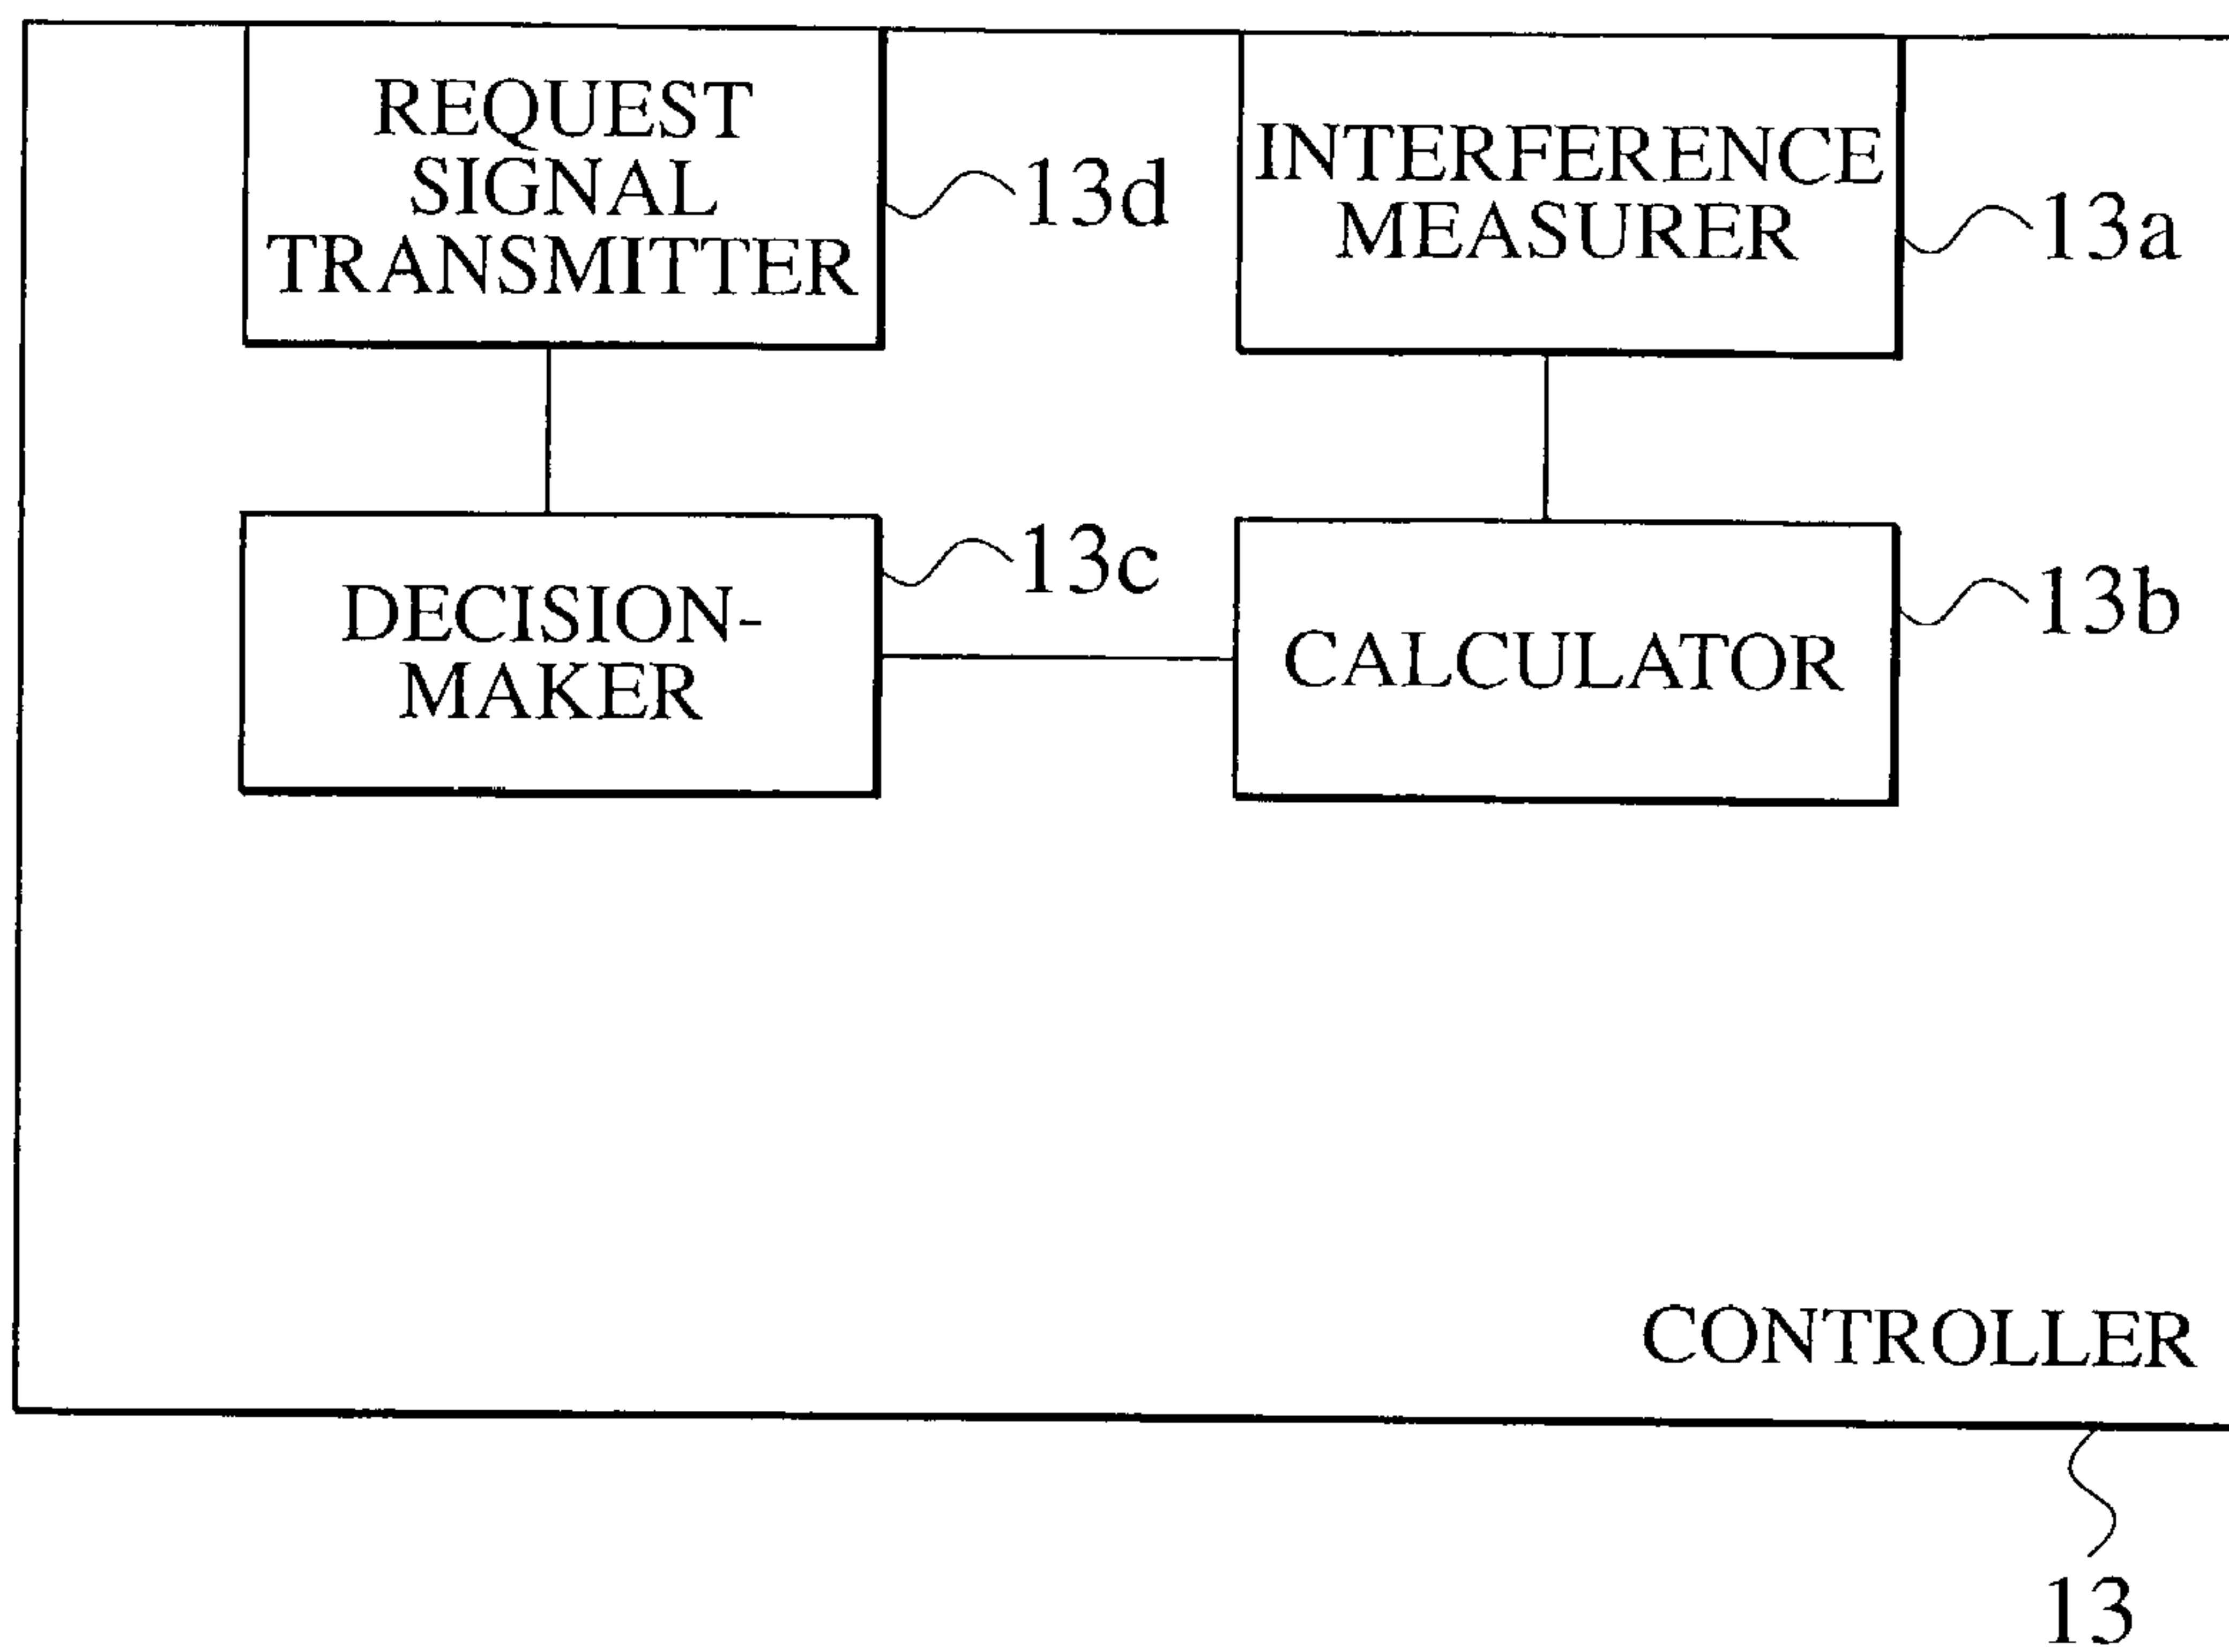 REQUEST
SIGNAL
TRANSMITTER
13d
INTERFERENCE
MEASURER
13a
DECISION-
MAKER
13c
CALCULATOR
13b
CONTROLLER
13